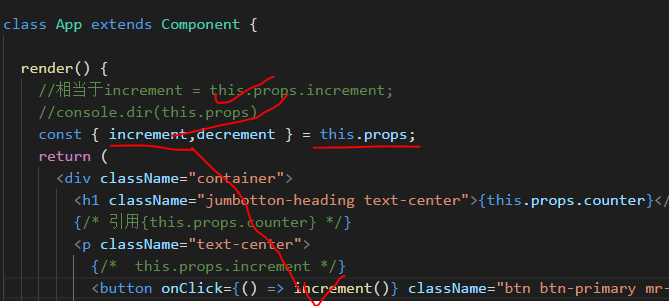 class App extends Component {
render() {
//相当于increment = this.props.increment;
//console.dir(this.props)
const { increment,decrement } = this.props;
return (
<div className="container">
<h1 className="jumbotton-heading text-center">{this.props.counter}</
{/* 引用{this.props.counter} */}
<p className="text-center">
{/*  this.props.increment */}
<button onClick={() => increment()} className="btn btn-primary mr-